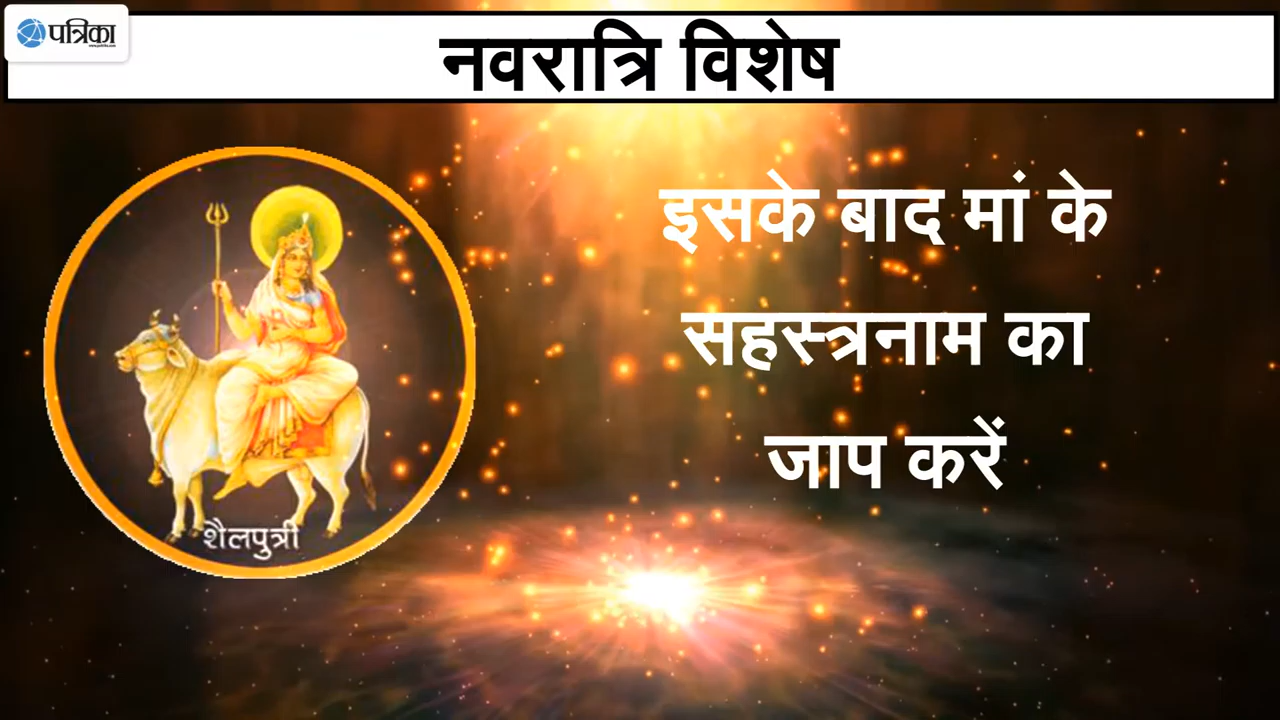 पत्रिका
नवरात्रि विशेष
इसके बाद मां के
सहस्त्रनाम का
जाप करें
शैलपुत्री